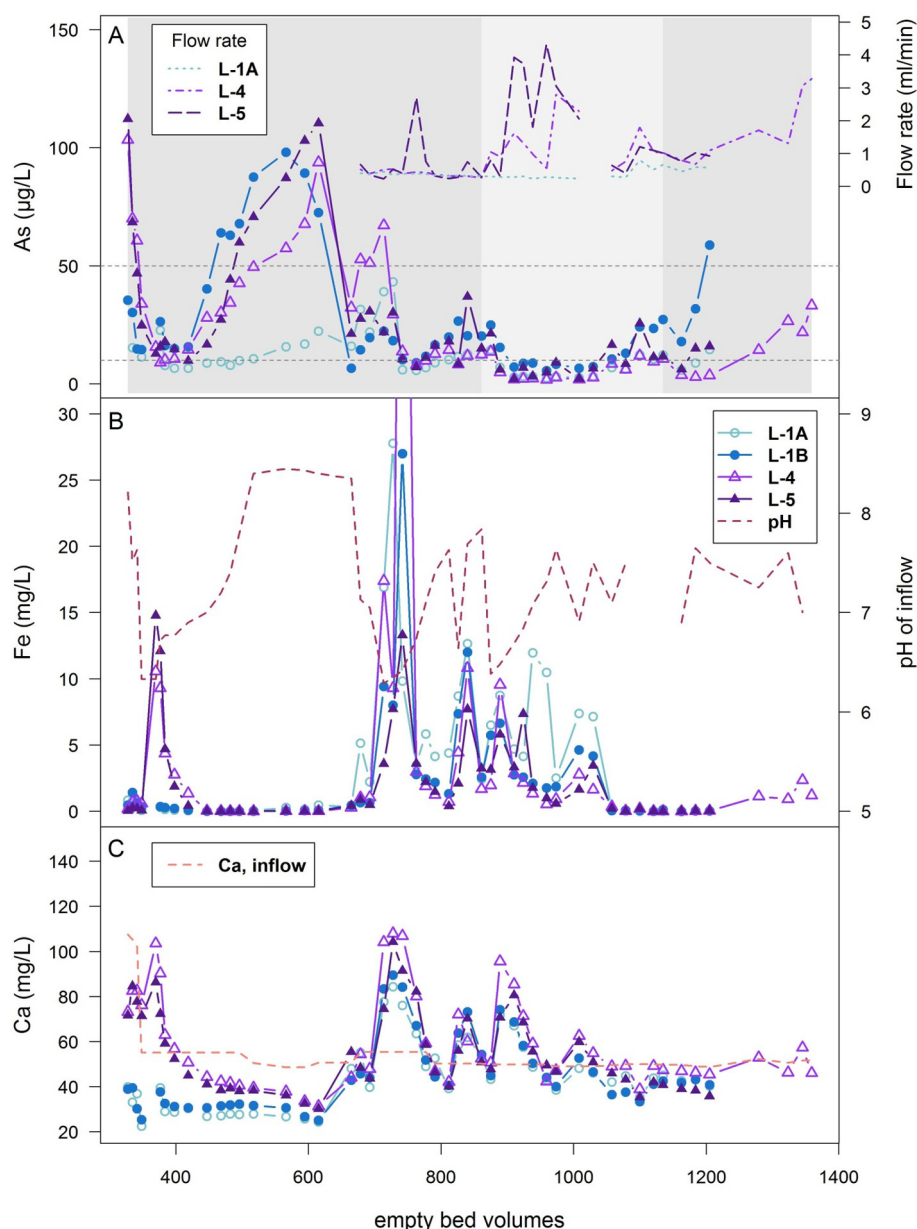 A
Flow rate
L-1A
L-4
L-5
As (µg/L)
150
100
50
0
Flow rate (ml/min)
5
4
3
2
1
0
B
L-1A
L-1B
L-4
L-5
pH
Fe (mg/L)
30
25
20
15
10
5
0
pH of inflow
9
8
7
6
5
C
Ca, inflow
Ca (mg/L)
140
120
100
80
60
40
20
400 600 800 1000 1200 1400
empty bed volumes